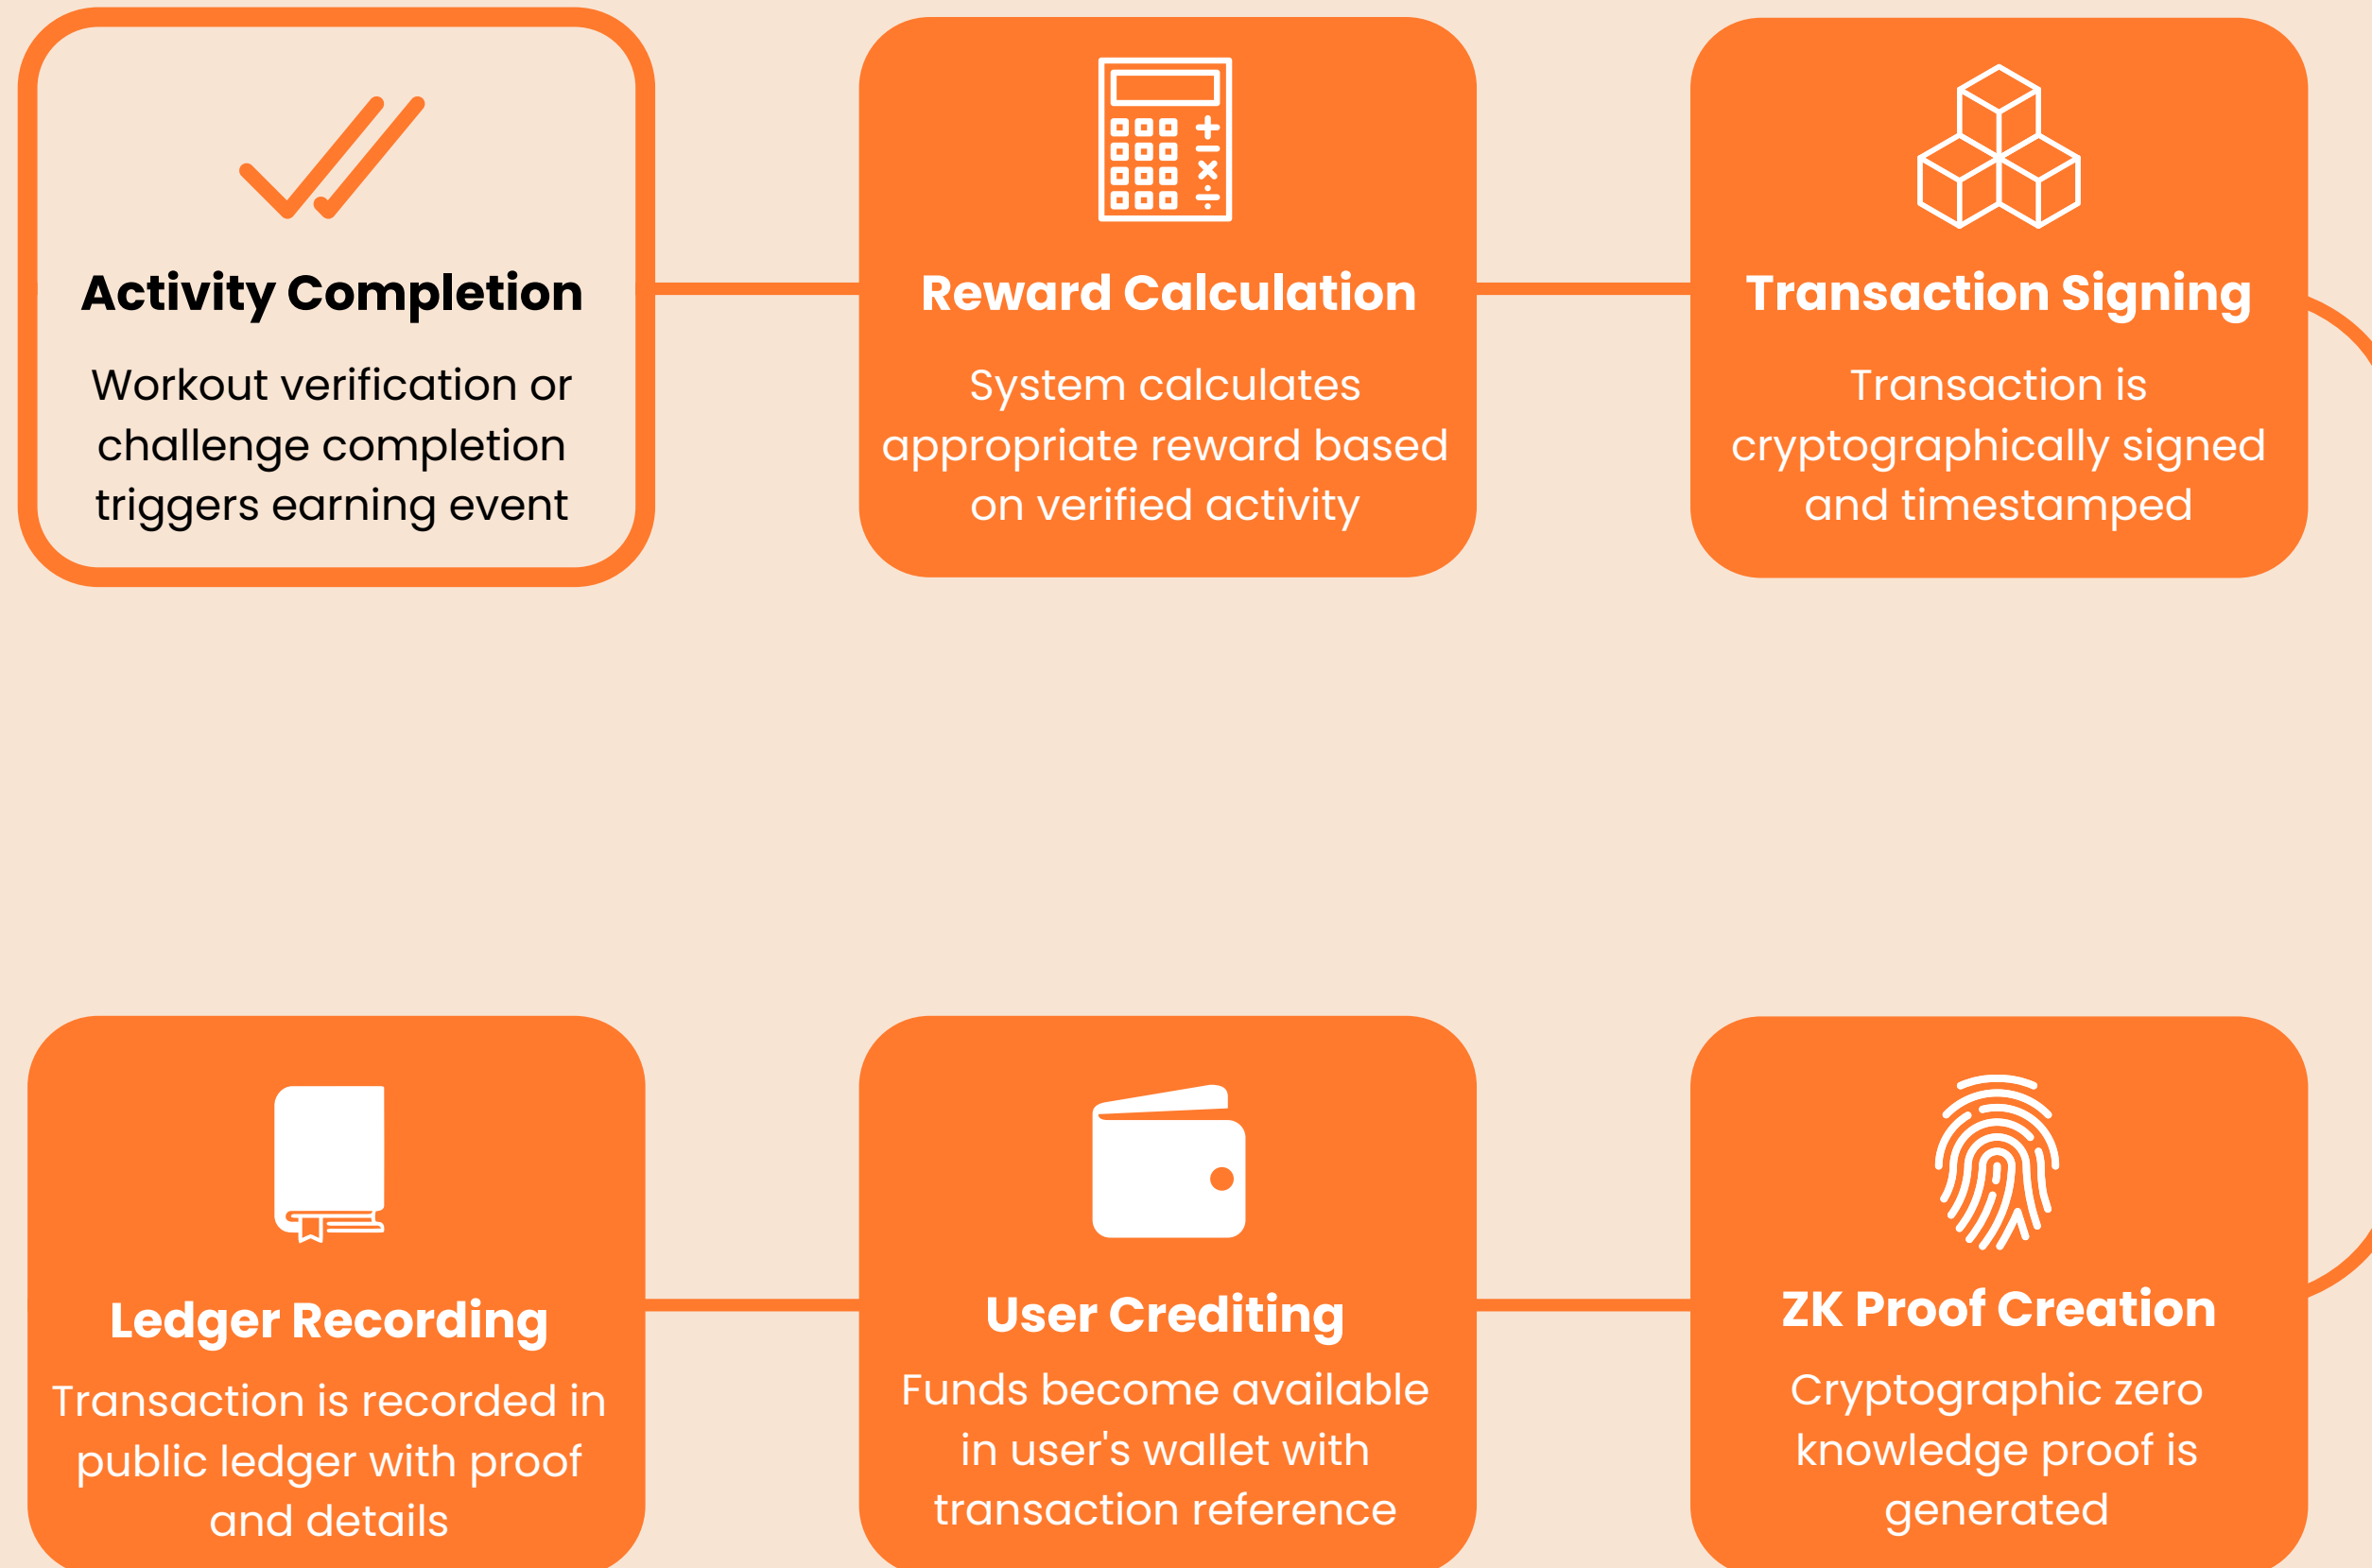 Activity Completion
Workout verification or
challenge completion
triggers earning event
Reward Calculation
System calculates
appropriate reward based
on verified activity
Transaction Signing
Transaction is
cryptographically signed
and timestamped
Ledger Recording
Transaction is recorded in
public ledger with proof
and details
User Crediting
Funds become available
in user's wallet with
transaction reference
ZK Proof Creation
Cryptographic zero
knowledge proof is
generated